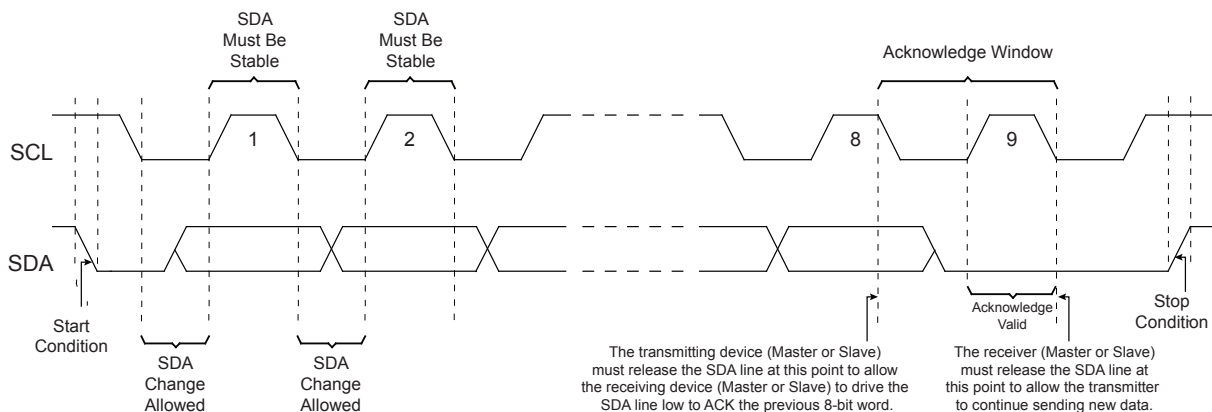 SDA
Must Be
Stable
SDA
Must Be
Stable
Acknowledge Window
SCL
1
2
8
9
SDA
Start
Condition
SDA
Change
Allowed
SDA
Change
Allowed
Acknowledge
Valid
Stop
Condition
The transmitting device (Master or Slave)
must release the SDA line at this point to allow
the receiving device (Master or Slave) to drive the
SDA line low to ACK the previous 8-bit word.
The receiver (Master or Slave)
must release the SDA line at
this point to allow the transmitter
to continue sending new data.